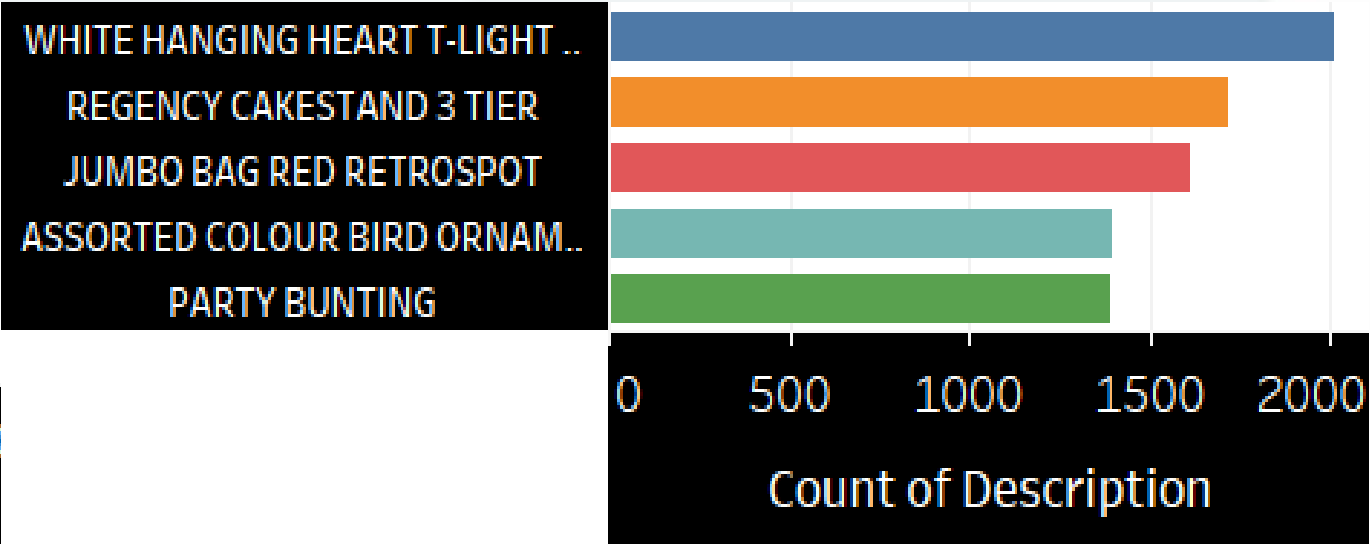 WHITE HANGING HEART T-LIGHT ..
REGENCY CAKESTAND 3 TIER
JUMBO BAG RED RETROSPOT
ASSORTED COLOUR BIRD ORNAM..
PARTY BUNTING
0 500 1000 1500 2000
Count of Description